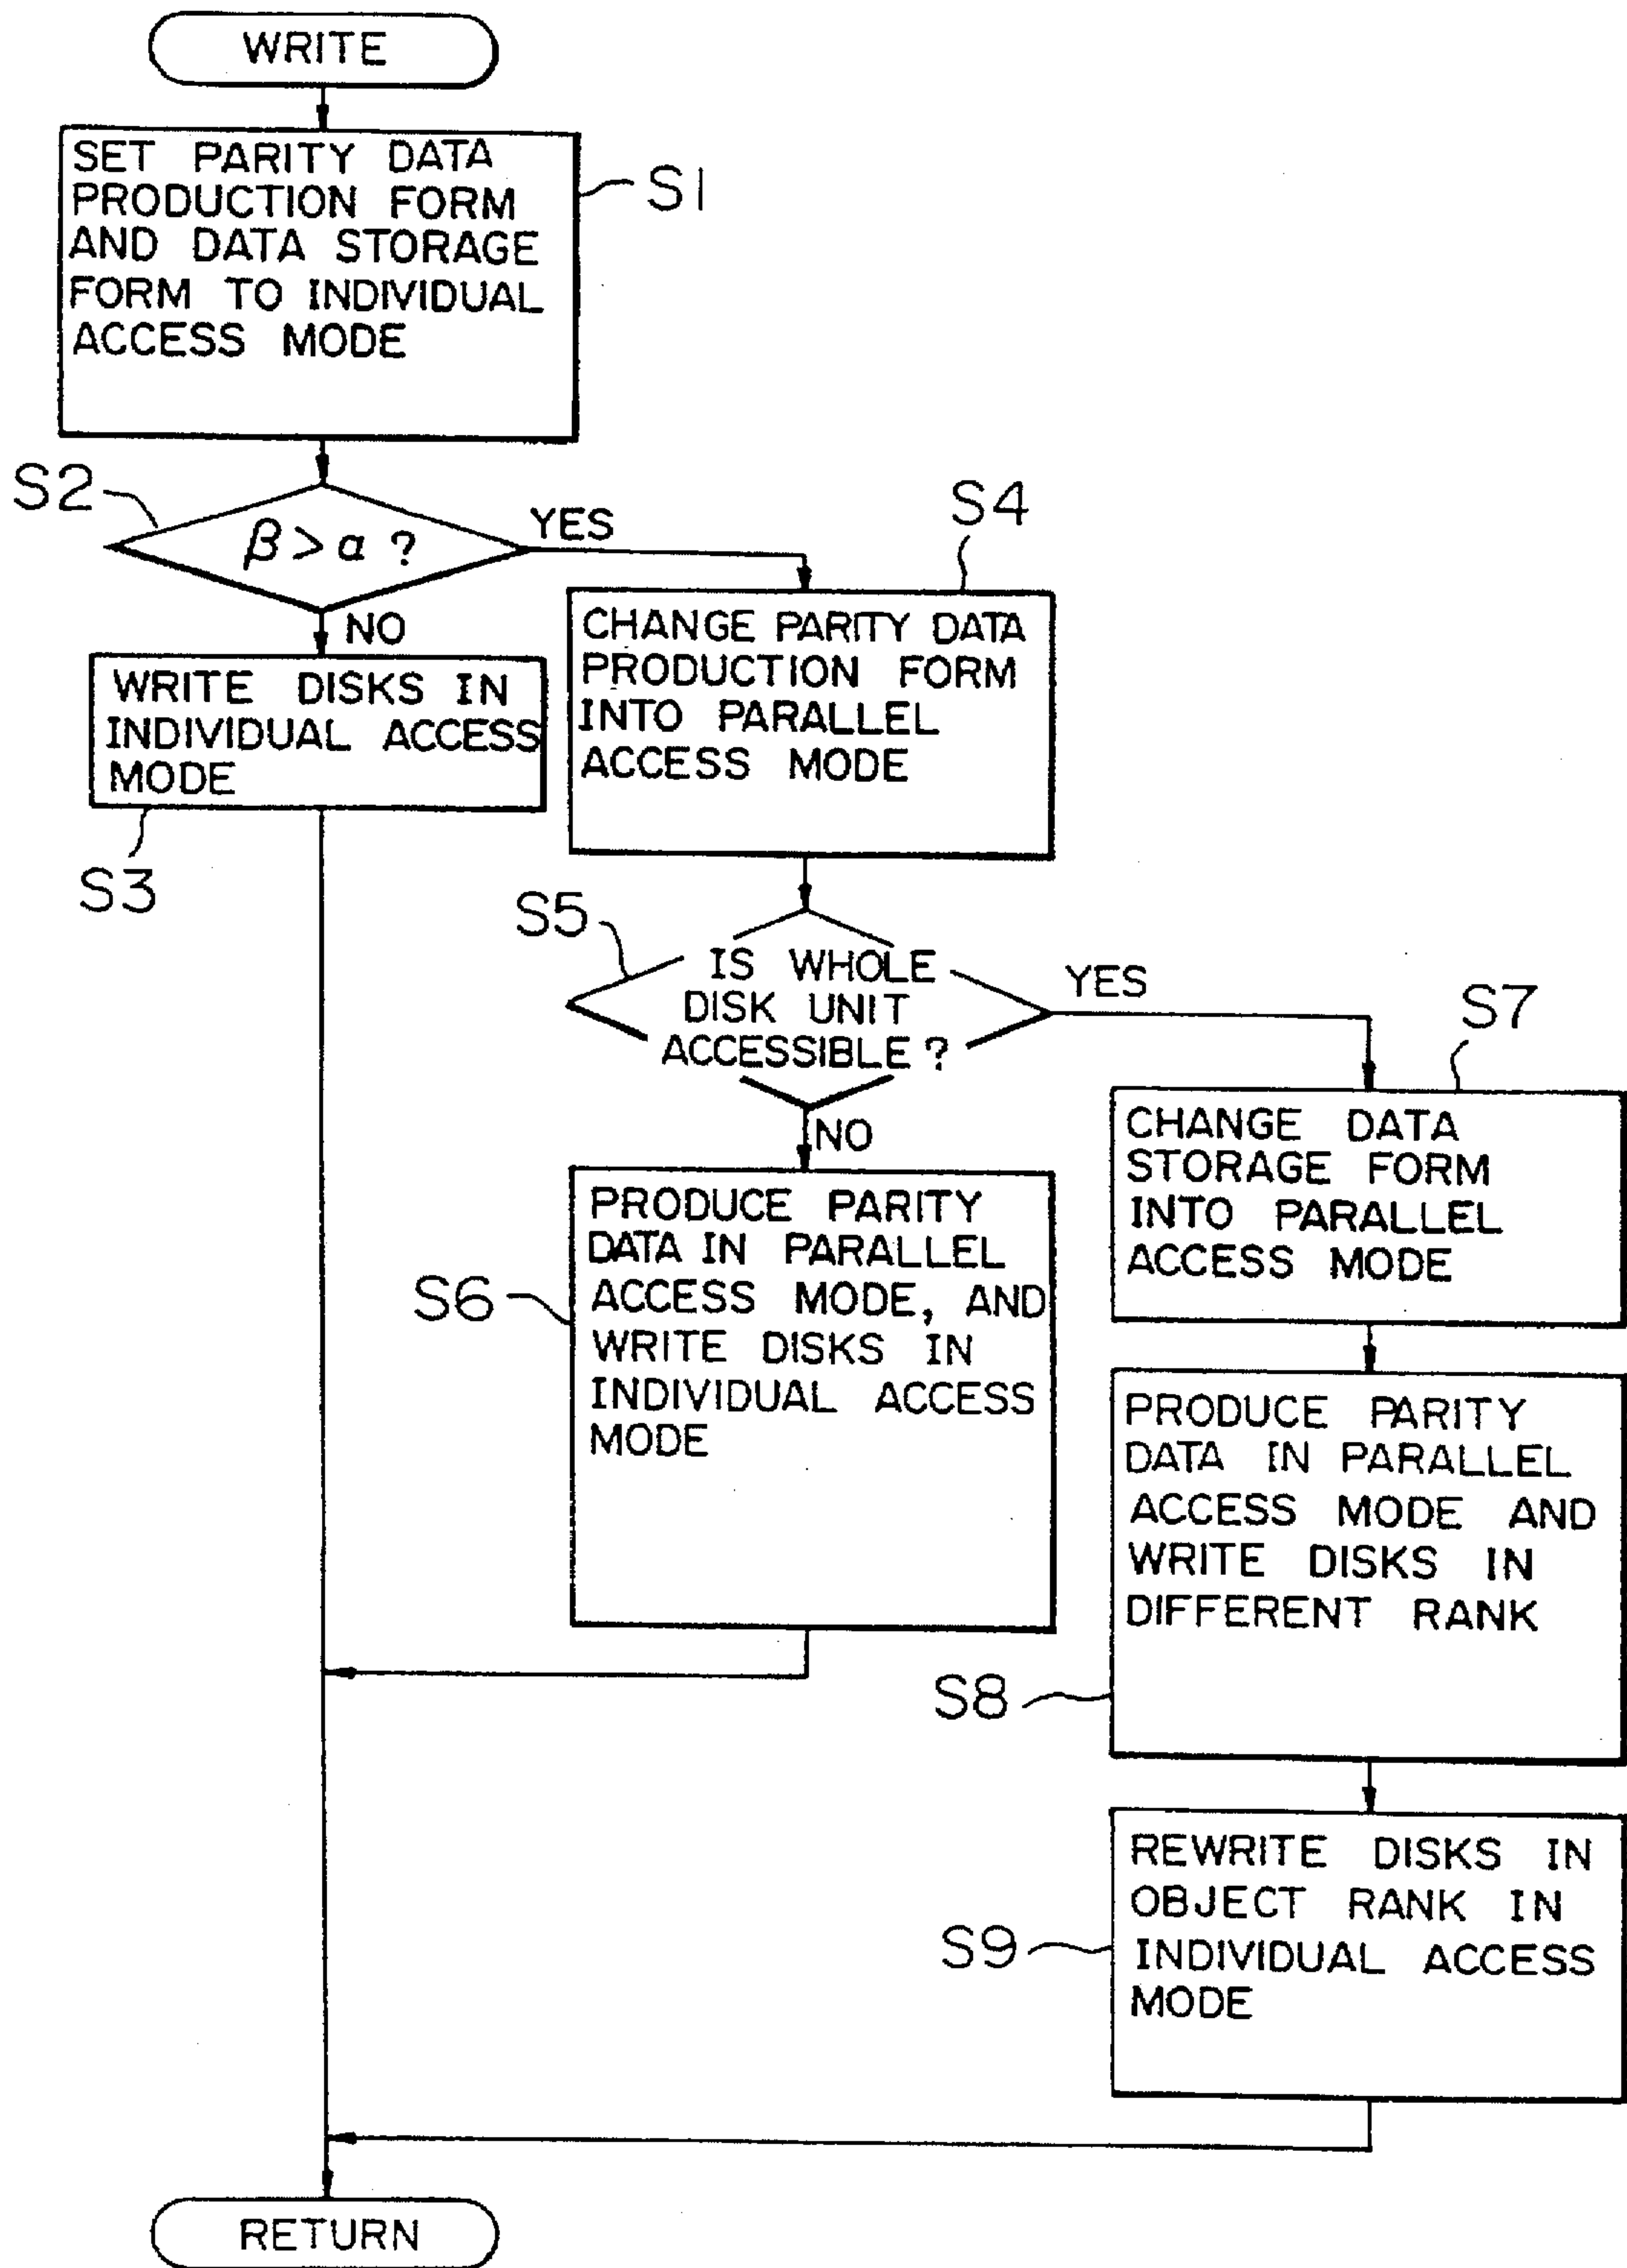 WRITE
SET PARITY DATA
PRODUCTION FORM
AND DATA STORAGE
FORM TO INDIVIDUAL
ACCESS MODE
S1
S2
β > α ?
YES
NO
WRITE DISKS IN
INDIVIDUAL ACCESS
MODE
S3
S4
CHANGE PARITY DATA
PRODUCTION FORM
INTO PARALLEL
ACCESS MODE
S5
IS WHOLE
DISK UNIT
ACCESSIBLE ?
YES
NO
S6
PRODUCE PARITY
DATA IN PARALLEL
ACCESS MODE, AND
WRITE DISKS IN
INDIVIDUAL ACCESS
MODE
S7
CHANGE DATA
STORAGE FORM
INTO PARALLEL
ACCESS MODE
PRODUCE PARITY
DATA IN PARALLEL
ACCESS MODE AND
WRITE DISKS IN
DIFFERENT RANK
S8
REWRITE DISKS IN
OBJECT RANK IN
INDIVIDUAL ACCESS
MODE
S9
RETURN